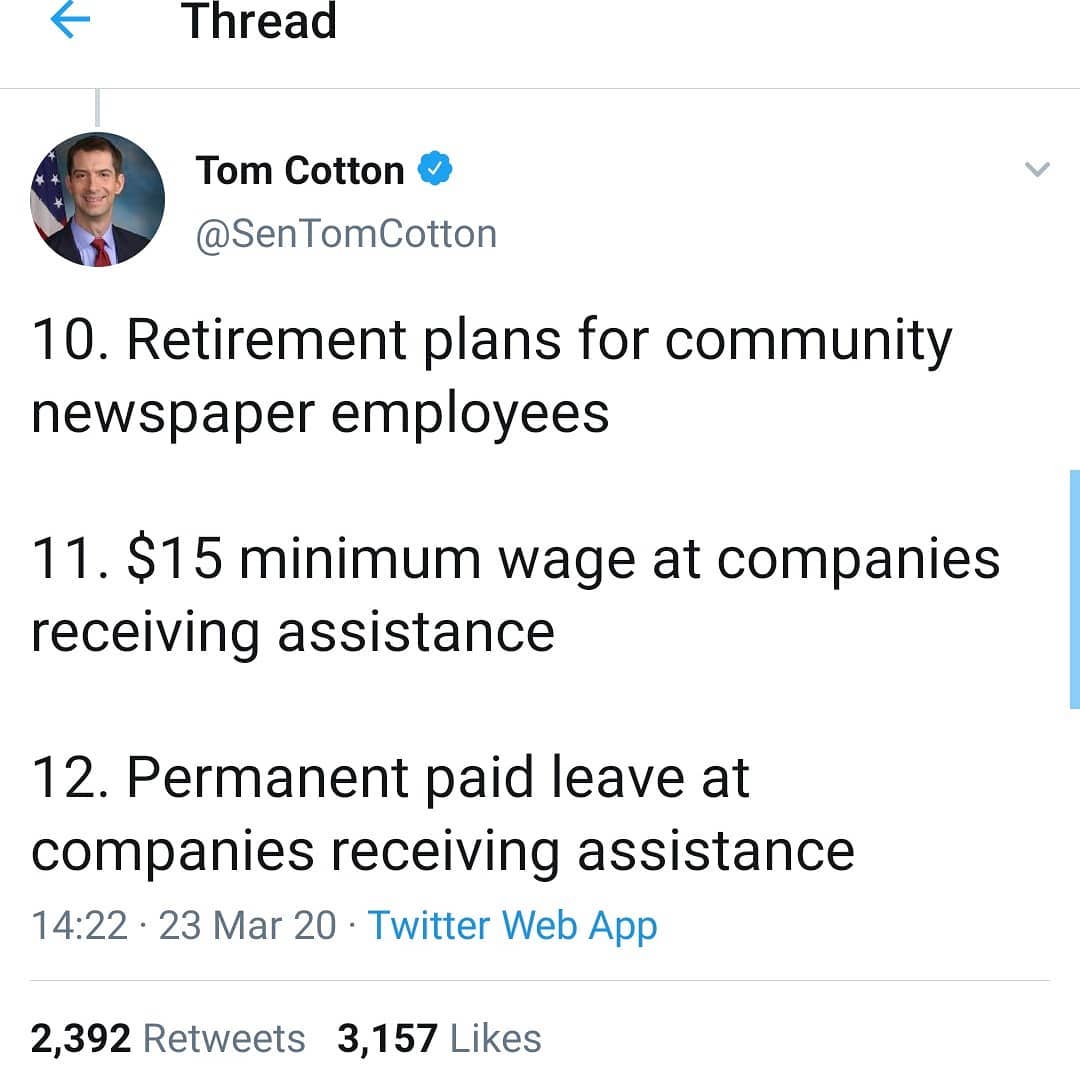 Thread
Tom Cotton
@SenTomCotton
10. Retirement plans for community
newspaper employees
11. $15 minimum wage at companies
receiving assistance
12. Permanent paid leave at
companies receiving assistance
14:22 · 23 Mar 20 · Twitter Web App
2,392 Retweets 3,157 Likes